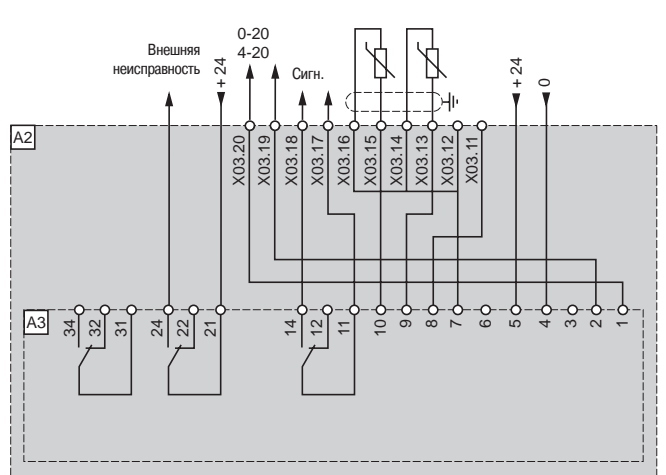 Внешняя
неисправность
+ 24
0-20
4-20
Сигн.
+ 24
0
A2
X03.20
X03.19
X03.18
X03.17
X03.16
X03.15
X03.14
X03.13
X03.12
X03.11
A3
34
32
31
24
22
21
14
12
11
10
9
8
7
6
5
4
3
2
1